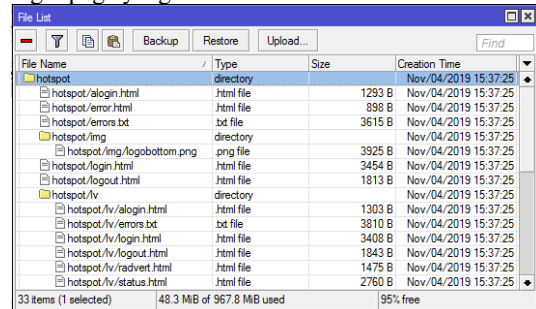 File List
Backup Restore Upload... Find
File Name Type Size Creation Time
hotspot directory Nov/04/2019 15:37:25
hotspot/alogin.html .html file 1293 B Nov/04/2019 15:37:25
hotspot/error.html .html file 898 B Nov/04/2019 15:37:25
hotspot/errors.txt .txt file 3615 B Nov/04/2019 15:37:25
hotspot/img directory Nov/04/2019 15:37:25
hotspot/img/logobottom.png .png file 3925 B Nov/04/2019 15:37:25
hotspot/login.html .html file 3454 B Nov/04/2019 15:37:25
hotspot/logout.html .html file 1813 B Nov/04/2019 15:37:25
hotspot/lv directory Nov/04/2019 15:37:25
hotspot/lv/alogin.html .html file 1303 B Nov/04/2019 15:37:25
hotspot/lv/errors.txt .txt file 3810 B Nov/04/2019 15:37:25
hotspot/lv/login.html .html file 3408 B Nov/04/2019 15:37:25
hotspot/lv/logout.html .html file 1843 B Nov/04/2019 15:37:25
hotspot/lv/radvert.html .html file 1475 B Nov/04/2019 15:37:25
hotspot/lv/status.html .html file 2760 B Nov/04/2019 15:37:25
33 items (1 selected) 48.3 MiB of 967.8 MiB used 95% free